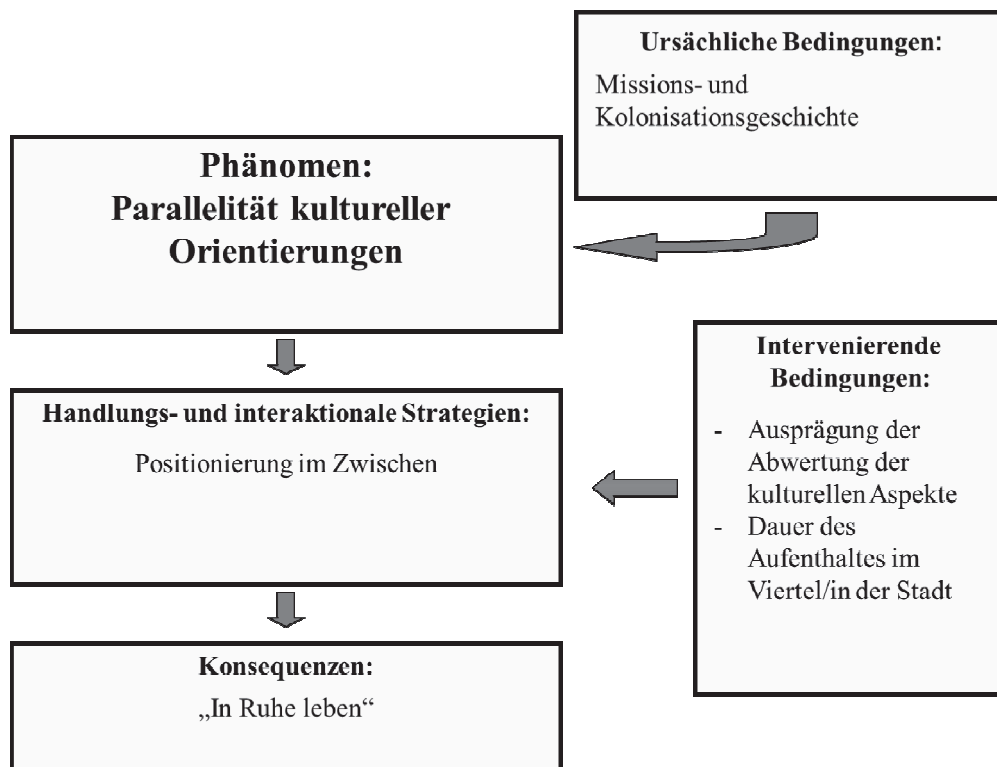 Ursächliche Bedingungen:
Missions- und
Kolonisationsgeschichte
Phänomen:
Parallelität kultureller
Orientierungen
Intervenierende
Bedingungen:
- Ausprägung der
Abwertung der
kulturellen Aspekte
- Dauer des
Aufenthaltes im
Viertel/in der Stadt
Handlungs- und interaktionale Strategien:
Positionierung im Zwischen
Konsequenzen:
„In Ruhe leben“